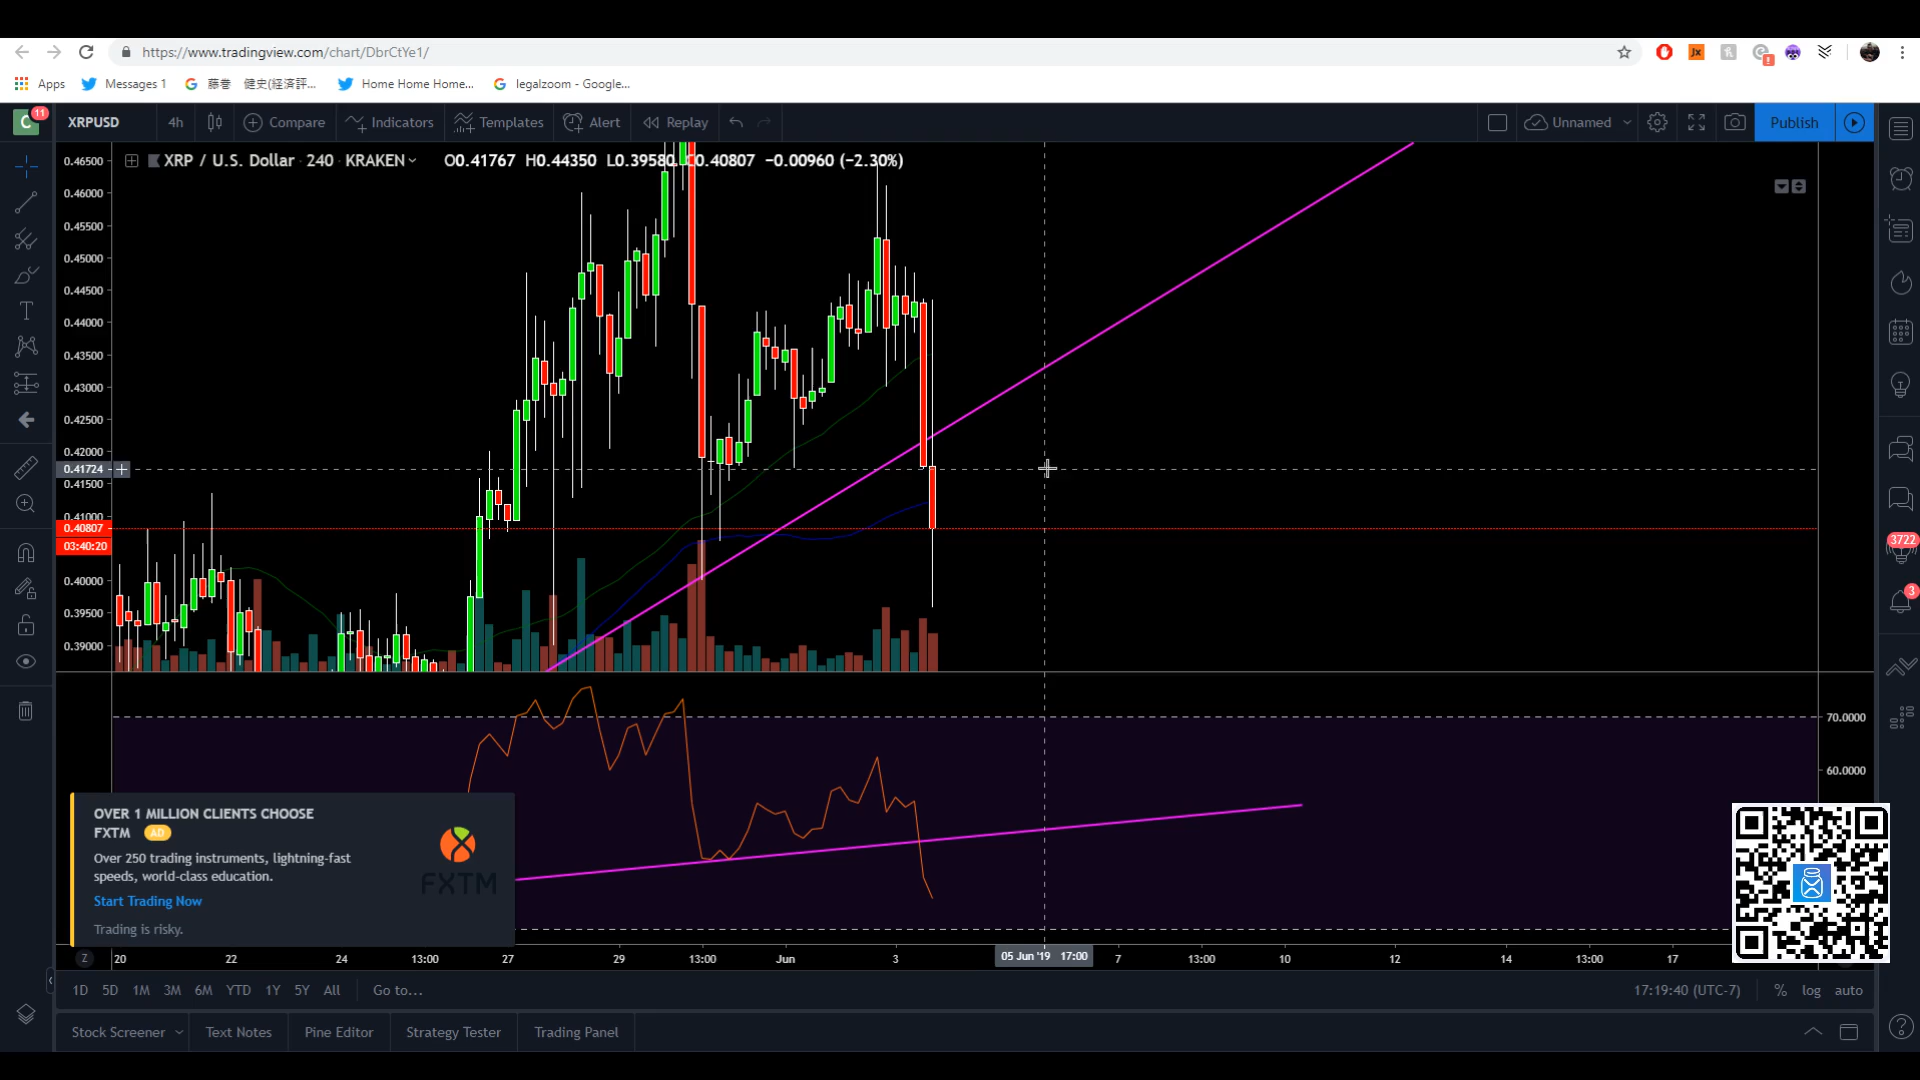 https://www.tradingview.com/chart/DbrCtYe1/
Apps
Messages 1
藤巻 健史(経済評...
Home Home Home...
legalzoom - Google...
C
11
XRPUSD
4h
Compare
Indicators
Templates
Alert
Replay
Unnamed
Publish
XRP / U.S. Dollar · 240 · KRAKEN
O0.41767 H0.44350 L0.39580 C0.40807 −0.00960 (−2.30%)
0.46500
0.46000
0.45500
0.45000
0.44500
0.44000
0.43500
0.43000
0.42500
0.42000
0.41724
0.41500
0.41000
0.40807
03:40:20
0.40000
0.39500
0.39000
70.0000
60.0000
3722
3
OVER 1 MILLION CLIENTS CHOOSE
FXTM AD
Over 250 trading instruments, lightning-fast
speeds, world-class education.
Start Trading Now
Trading is risky.
FXTM
Z
20 22 24 13:00 27 29 13:00 Jun 3 05 Jun '19 17:00 7 13:00 10 12 14 13:00 17
1D 5D 1M 3M 6M YTD 1Y 5Y All Go to...
17:19:40 (UTC-7) % log auto
Stock Screener Text Notes Pine Editor Strategy Tester Trading Panel